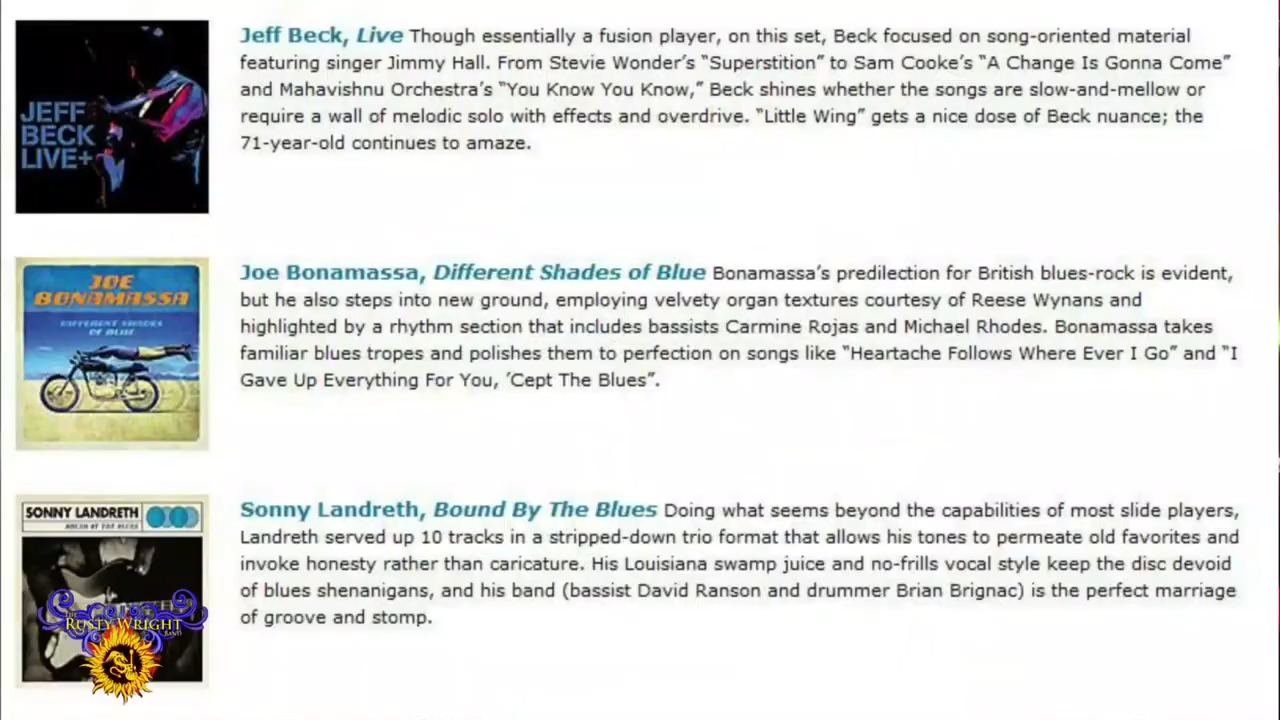 JEFF
BECK
LIVE+
Jeff Beck, Live Though essentially a fusion player, on this set, Beck focused on song-oriented material
featuring singer Jimmy Hall. From Stevie Wonder’s “Superstition” to Sam Cooke’s “A Change Is Gonna Come”
and Mahavishnu Orchestra’s “You Know You Know,” Beck shines whether the songs are slow-and-mellow or
require a wall of melodic solo with effects and overdrive. “Little Wing” gets a nice dose of Beck nuance; the
71-year-old continues to amaze.
JOE
BONAMASSA
DIFFERENT SHADES
OF BLUE
Joe Bonamassa, Different Shades of Blue Bonamassa’s predilection for British blues-rock is evident,
but he also steps into new ground, employing velvety organ textures courtesy of Reese Wynans and
highlighted by a rhythm section that includes bassists Carmine Rojas and Michael Rhodes. Bonamassa takes
familiar blues tropes and polishes them to perfection on songs like “Heartache Follows Where Ever I Go” and “I
Gave Up Everything For You, ’Cept The Blues”.
SONNY LANDRETH
BOUND BY THE BLUES
THE
RUSTY WRIGHT
BAND
Sonny Landreth, Bound By The Blues Doing what seems beyond the capabilities of most slide players,
Landreth served up 10 tracks in a stripped-down trio format that allows his tones to permeate old favorites and
invoke honesty rather than caricature. His Louisiana swamp juice and no-frills vocal style keep the disc devoid
of blues shenanigans, and his band (bassist David Ranson and drummer Brian Brignac) is the perfect marriage
of groove and stomp.